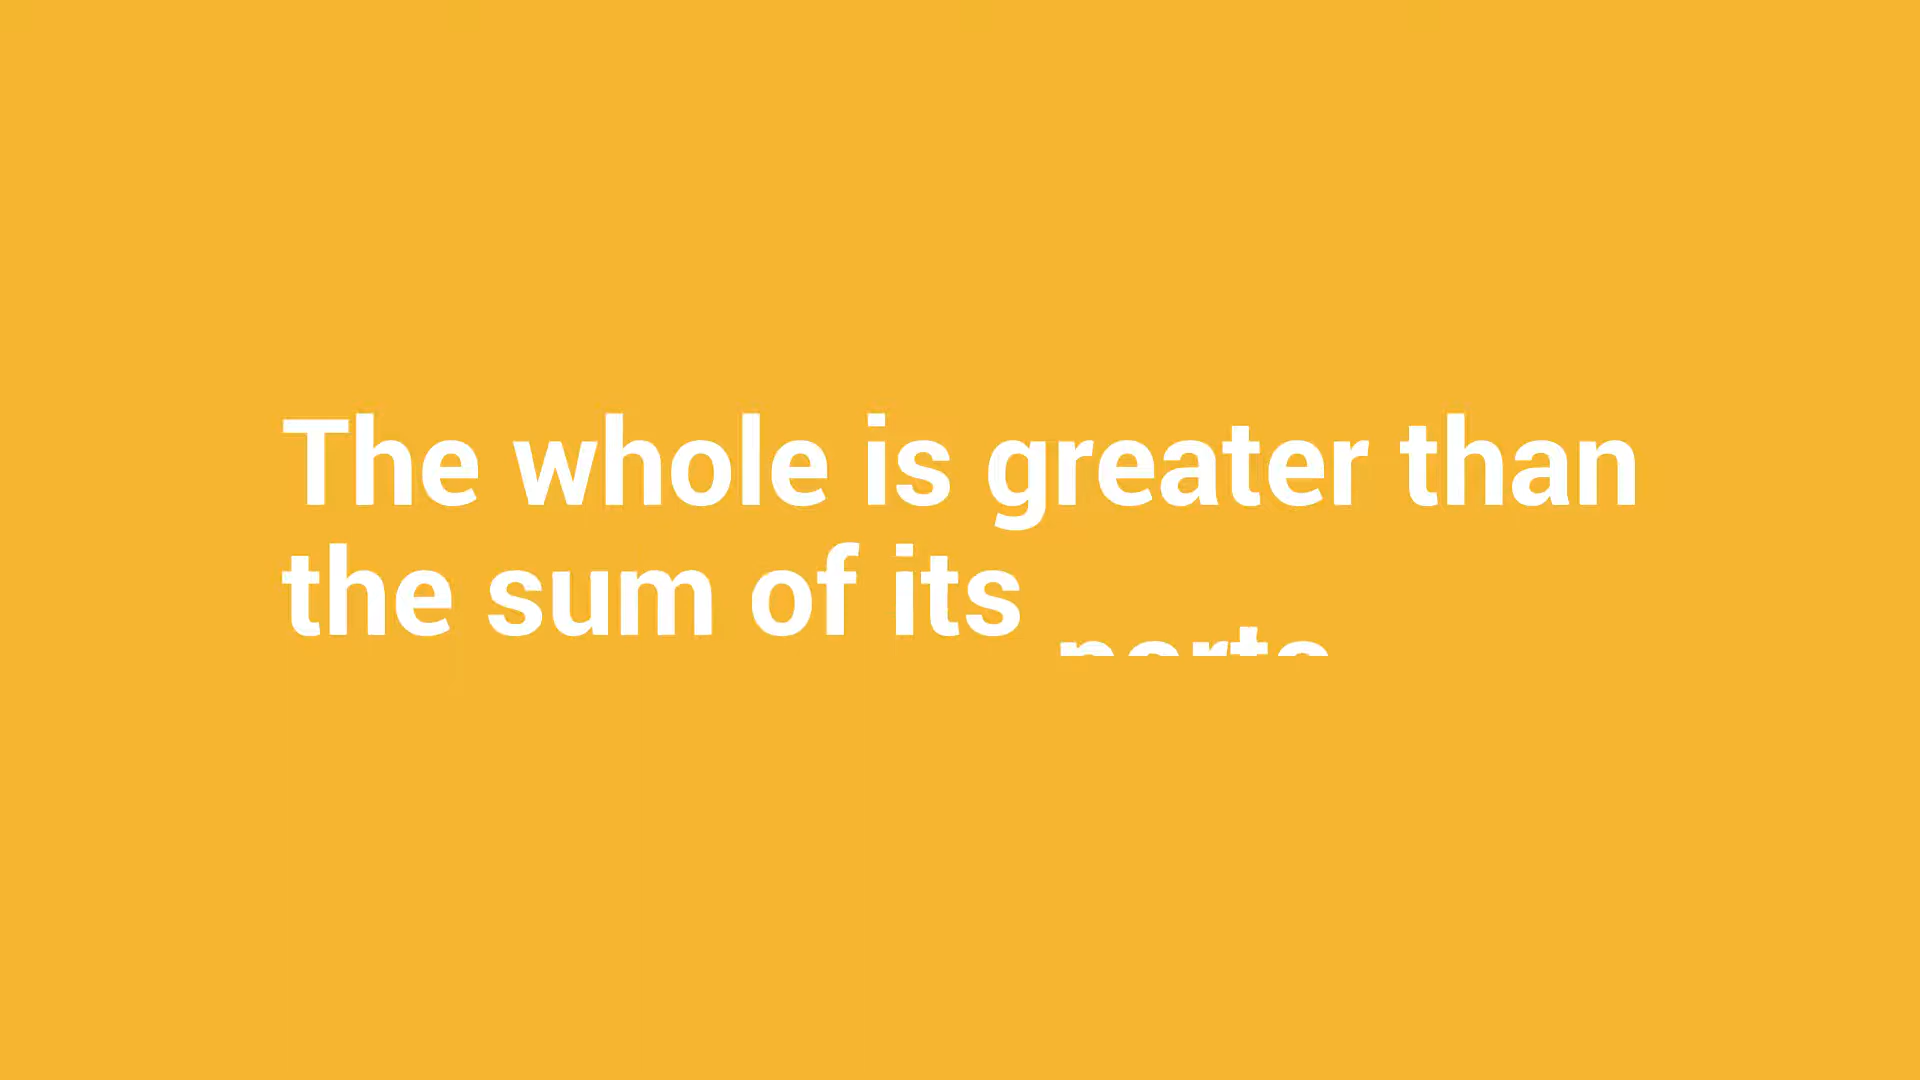 The whole is greater than
the sum of its parts